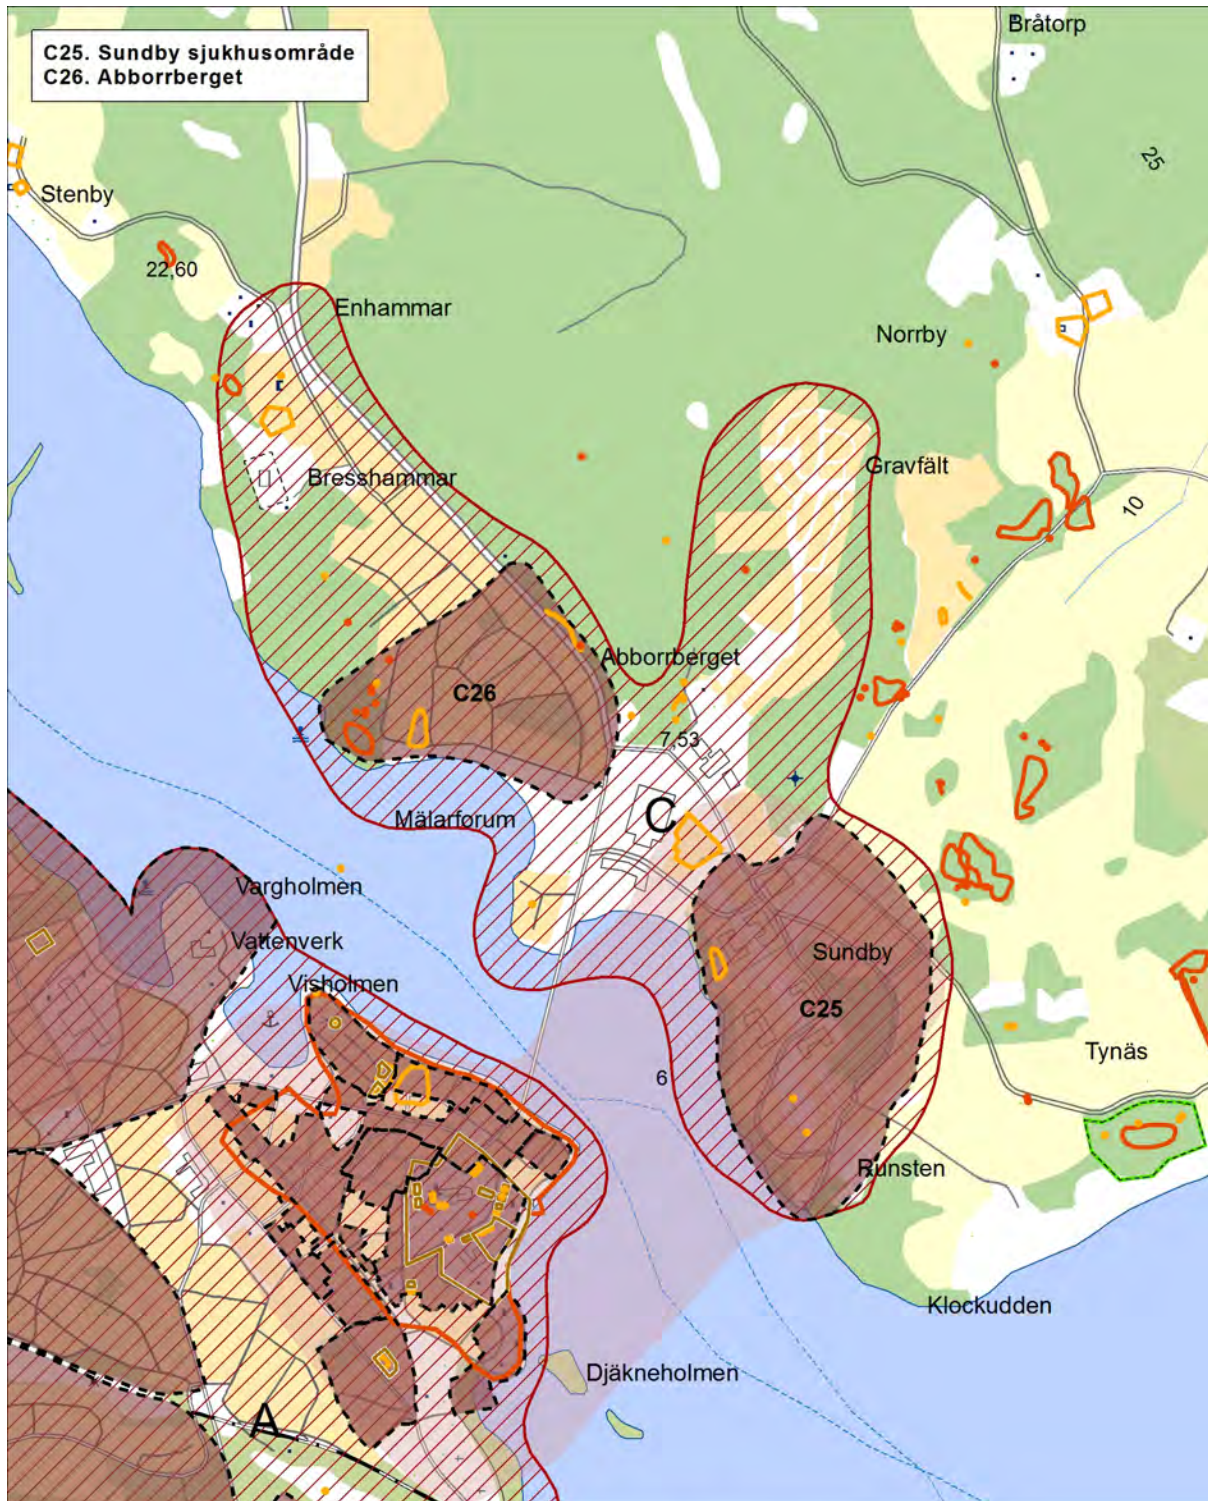 C25. Sundby sjukhusområde
C26. Abborrberget
Bråtorp
25
Stenby
22,60
Enhammar
Norrby
Gravfält
Bresshammar
10
Abborrberget
C26
7,53
C
Mälarforum
Vargholmen
Vattenverk
Sundby
Visholmen
C25
Tynäs
6
Runsten
Klockudden
Djäkneholmen
A